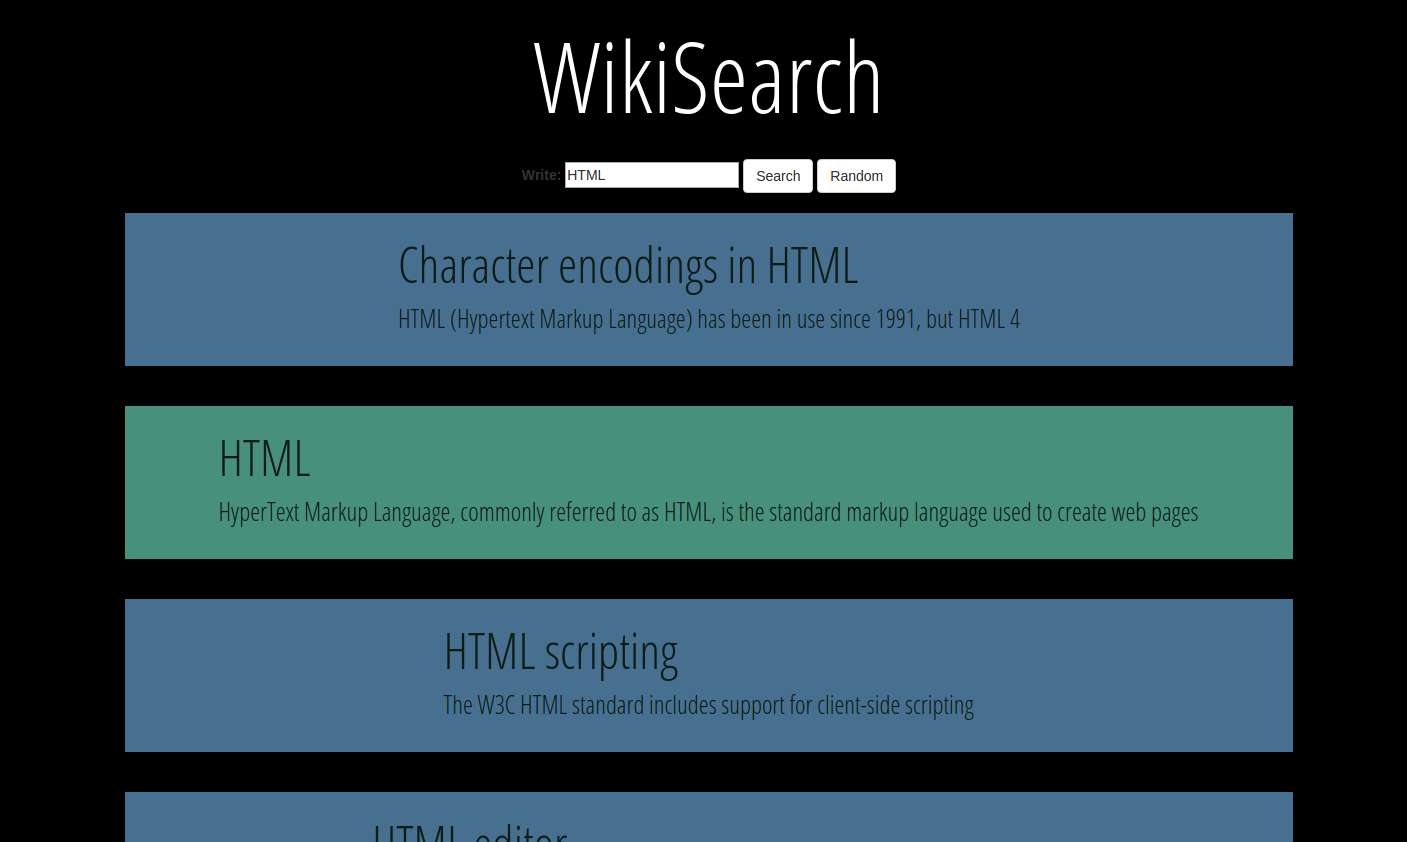 WikiSearch
Write: HTML Search Random
Character encodings in HTML
HTML (Hypertext Markup Language) has been in use since 1991, but HTML 4
HTML
HyperText Markup Language, commonly referred to as HTML, is the standard markup language used to create web pages
HTML scripting
The W3C HTML standard includes support for client-side scripting
HTML editor